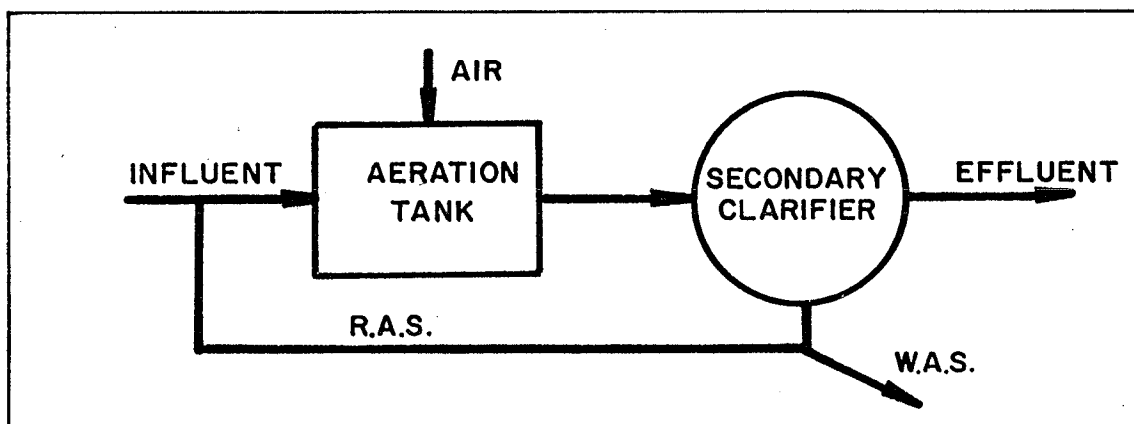 AIR
INFLUENT
AERATION
TANK
SECONDARY
CLARIFIER
EFFLUENT
R.A.S.
W.A.S.